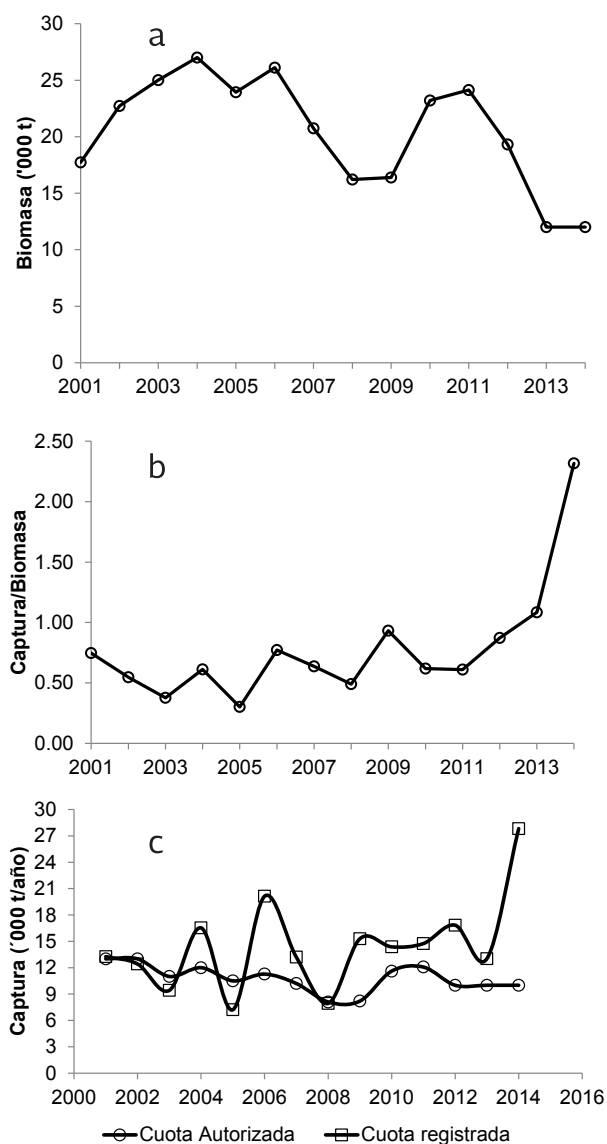 a
Biomasa ('000 t)
30
25
20
15
10
5
0
2001 2003 2005 2007 2009 2011 2013
b
Captura/Biomasa
2.50
2.00
1.50
1.00
0.50
0.00
2001 2003 2005 2007 2009 2011 2013
c
Captura (´000 t/año)
30
27
24
21
18
15
12
9
6
3
0
2000 2002 2004 2006 2008 2010 2012 2014 2016
Cuota Autorizada Cuota registrada